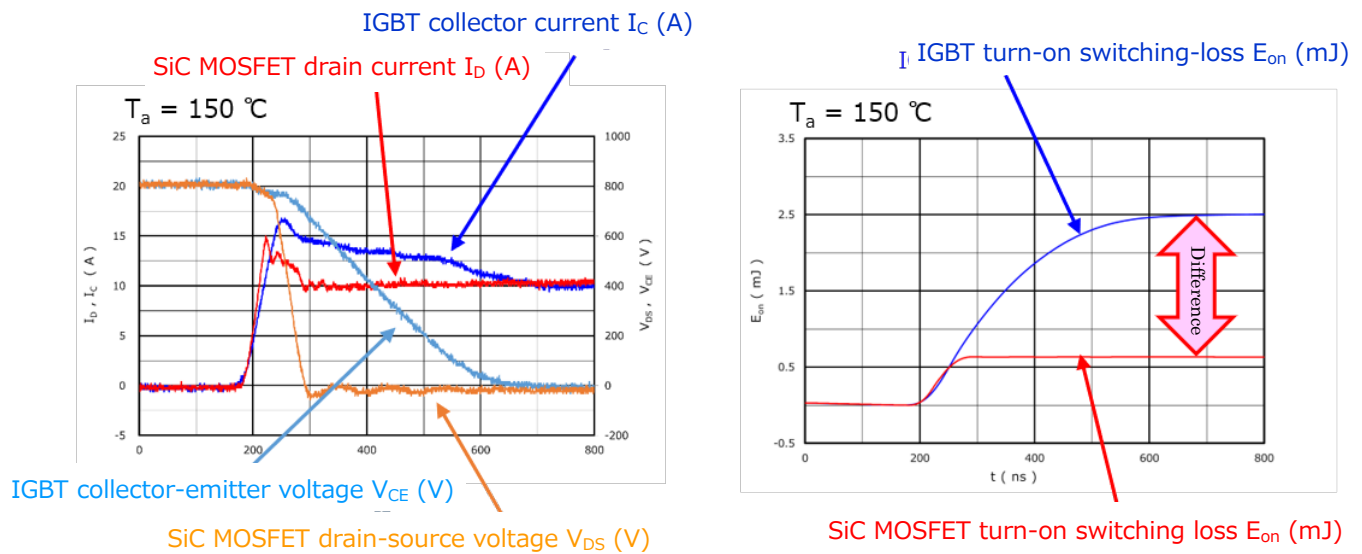 IGBT collector current I_C (A)
SiC MOSFET drain current I_D (A)
T_a = 150 ℃
25
20
15
10
5
0
-5
I_D , I_C ( A )
1000
800
600
400
200
0
-200
V_DS , V_CE ( V )
0
200
400
600
800
IGBT collector-emitter voltage V_CE (V)
SiC MOSFET drain-source voltage V_DS (V)
IGBT turn-on switching-loss E_on (mJ)
T_a = 150 ℃
3.5
2.5
1.5
0.5
-0.5
E_on ( mJ )
Difference
0
200
400
600
800
t ( ns )
SiC MOSFET turn-on switching loss E_on (mJ)